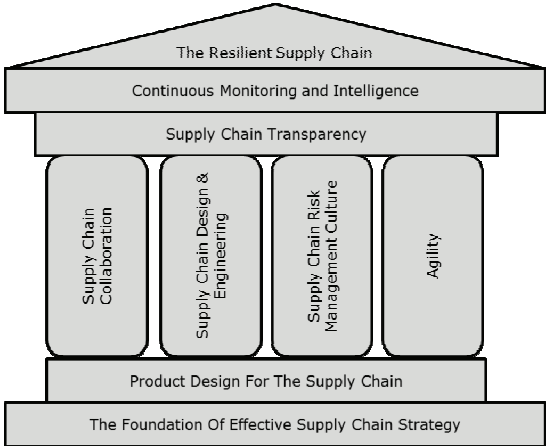 The Resilient Supply Chain
Continuous Monitoring and Intelligence
Supply Chain Transparency
Supply Chain
Collaboration
Supply Chain Design &
Engineering
Supply Chain Risk
Management Culture
Agility
Product Design For The Supply Chain
The Foundation Of Effective Supply Chain Strategy